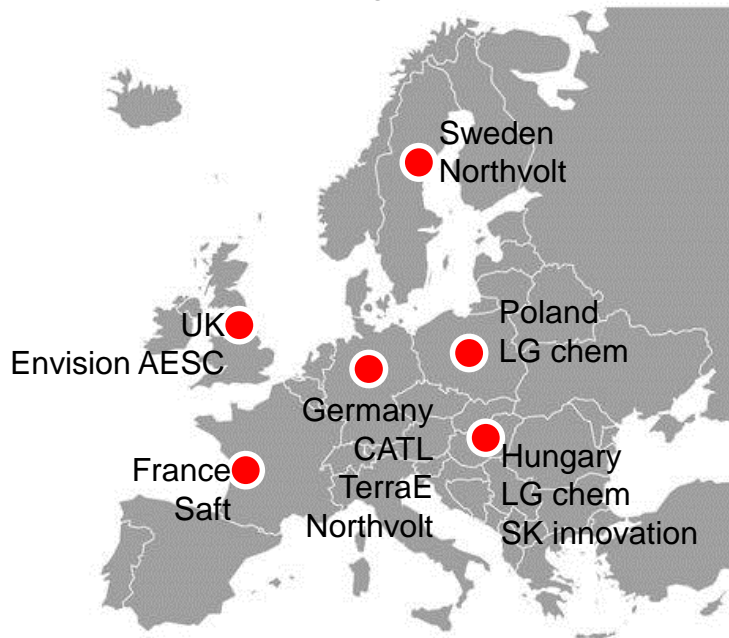 Sweden
Northvolt
UK
Envision AESC
Poland
LG chem
Germany
CATL
TerraE
Northvolt
France
Saft
Hungary
LG chem
SK innovation